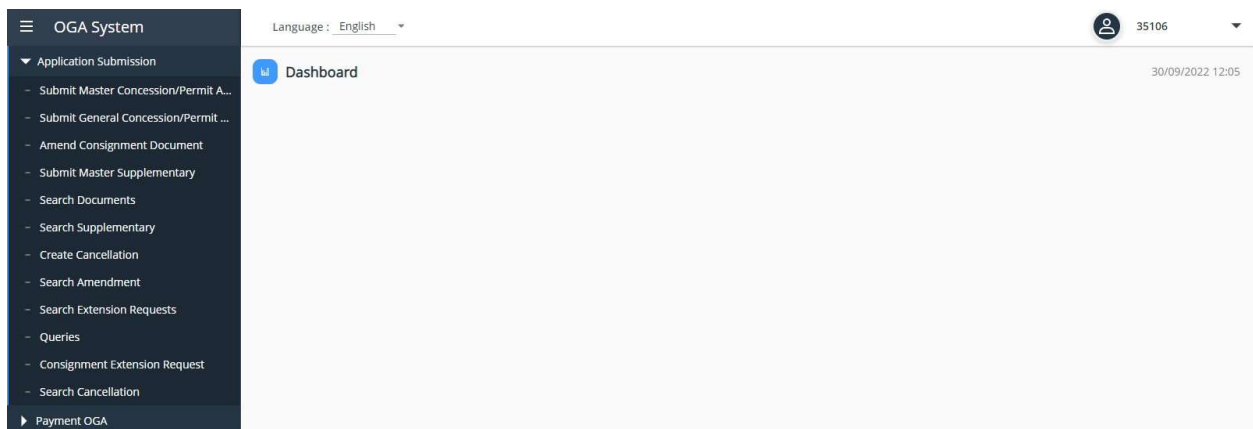 OGA System
Language : English
35106
Application Submission
Dashboard
30/09/2022 12:05
Submit Master Concession/Permit A...
Submit General Concession/Permit ...
Amend Consignment Document
Submit Master Supplementary
Search Documents
Search Supplementary
Create Cancellation
Search Amendment
Search Extension Requests
Queries
Consignment Extension Request
Search Cancellation
Payment OGA